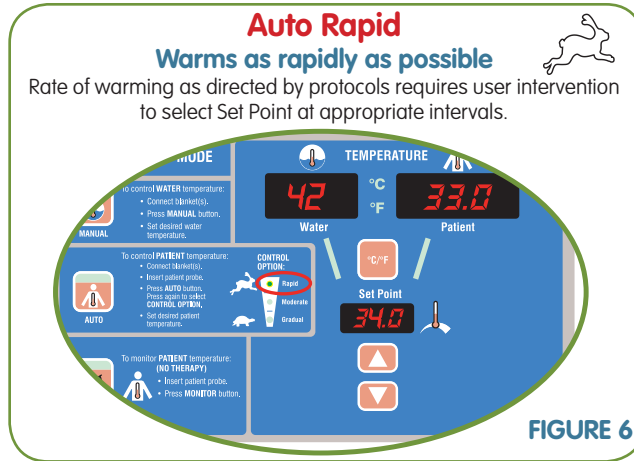 Auto Rapid
Warms as rapidly as possible
Rate of warming as directed by protocols requires user intervention
to select Set Point at appropriate intervals.
MODE
To control WATER temperature:
• Connect blanket(s).
• Press MANUAL button.
• Set desired water
temperature.
MANUAL
To control PATIENT temperature:
• Connect blanket(s).
• Insert patient probe.
• Press AUTO button.
Press again to select
CONTROL OPTION.
• Set desired patient
temperature.
AUTO
CONTROL
OPTION:
Rapid
Moderate
Gradual
To monitor PATIENT temperature:
(NO THERAPY)
• Insert patient probe.
• Press MONITOR button.
TEMPERATURE
42
°C
°F
33.0
Water
Patient
°C/°F
Set Point
34.0
FIGURE 6